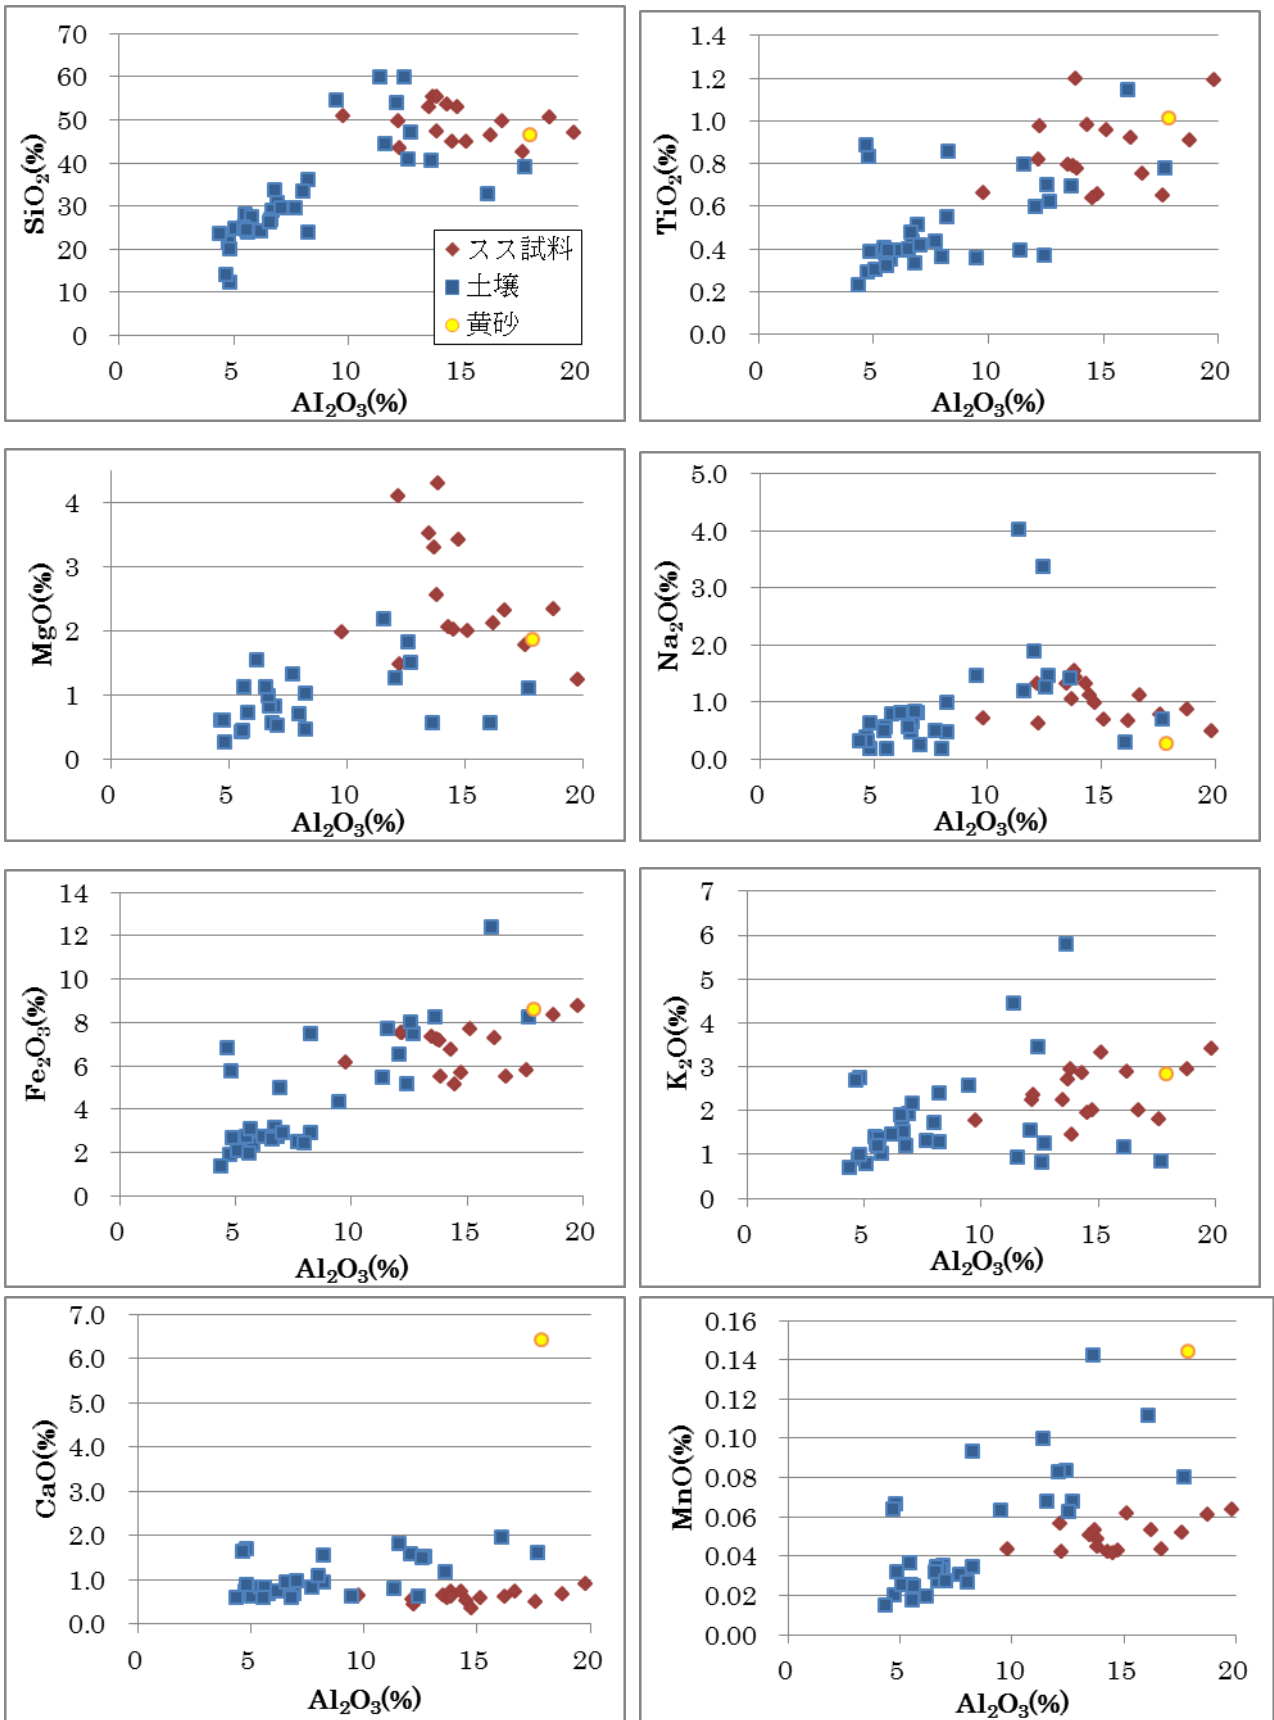 70
60
50
40
30
20
10
0
SiO₂(%)
0 5 10 15 20
Al₂O₃(%)
スス試料
土壌
黄砂
1.4
1.2
1.0
0.8
0.6
0.4
0.2
0.0
TiO₂(%)
0 5 10 15 20
Al₂O₃(%)
4
3
2
1
0
MgO(%)
0 5 10 15 20
Al₂O₃(%)
5.0
4.0
3.0
2.0
1.0
0.0
Na₂O(%)
0 5 10 15 20
Al₂O₃(%)
14
12
10
8
6
4
2
0
Fe₂O₃(%)
0 5 10 15 20
Al₂O₃(%)
7
6
5
4
3
2
1
0
K₂O(%)
0 5 10 15 20
Al₂O₃(%)
7.0
6.0
5.0
4.0
3.0
2.0
1.0
0.0
CaO(%)
0 5 10 15 20
Al₂O₃(%)
0.16
0.14
0.12
0.10
0.08
0.06
0.04
0.02
0.00
MnO(%)
0 5 10 15 20
Al₂O₃(%)